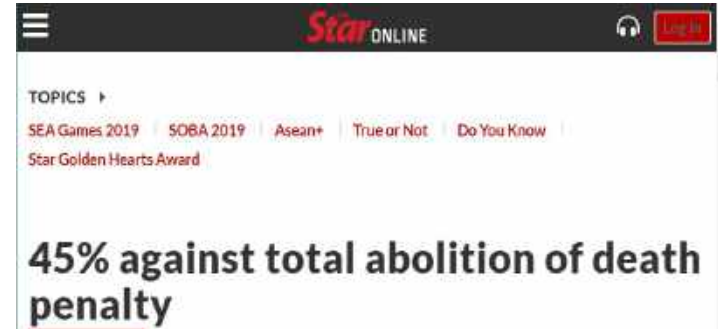 Star ONLINE Log In
TOPICS
SEA Games 2019 SOBA 2019 Asean+ True or Not Do You Know
Star Golden Hearts Award
45% against total abolition of death
penalty